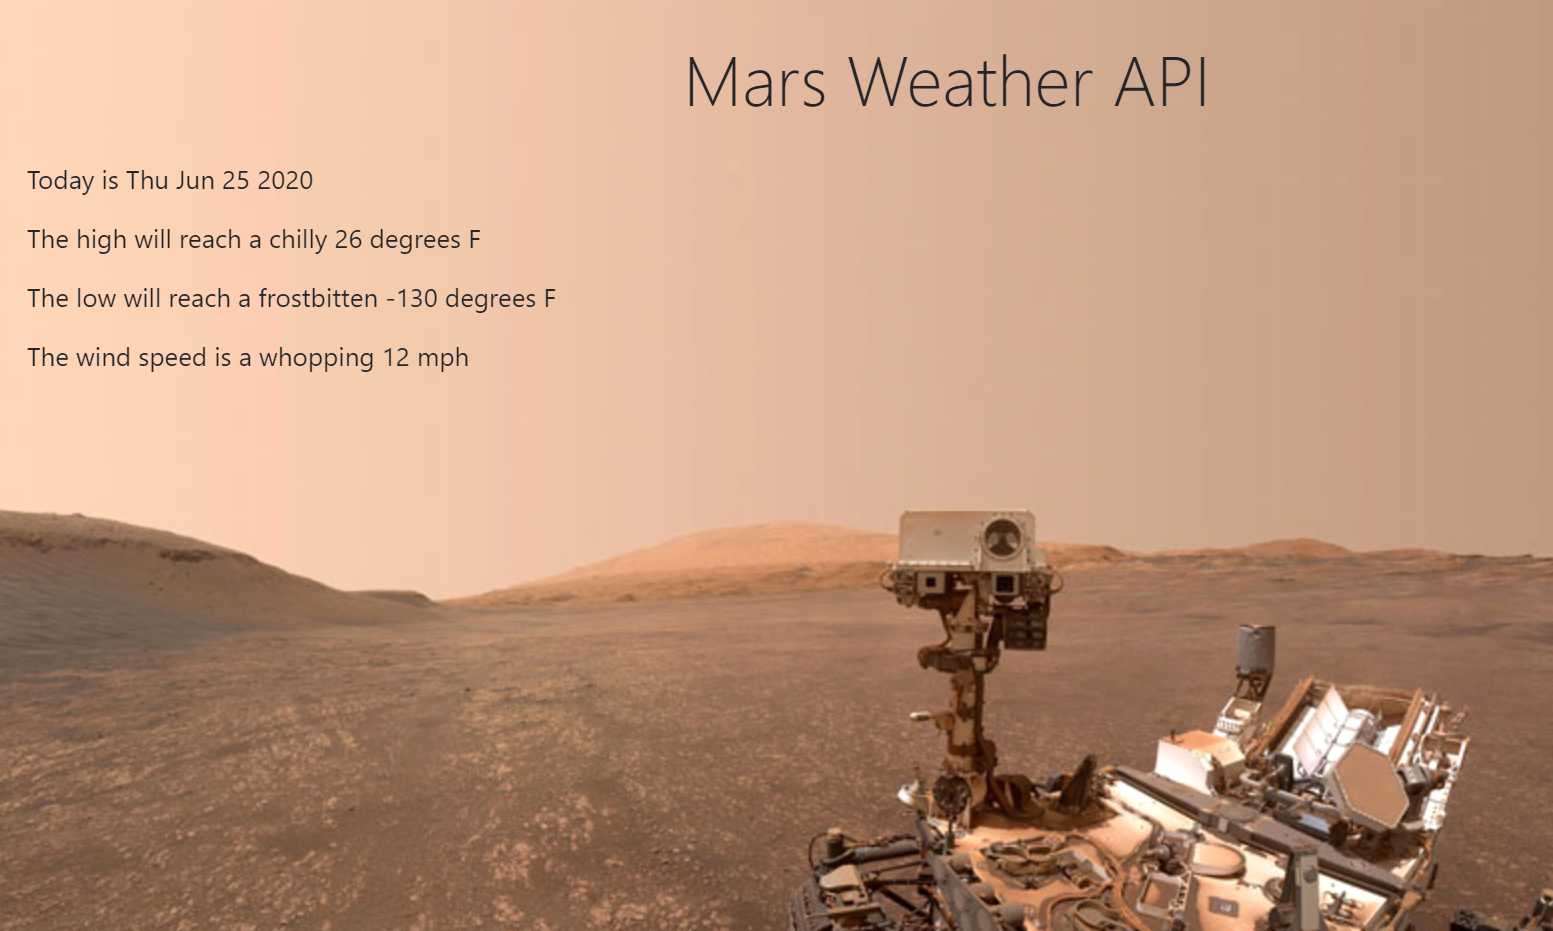 Mars Weather API
Today is Thu Jun 25 2020
The high will reach a chilly 26 degrees F
The low will reach a frostbitten -130 degrees F
The wind speed is a whopping 12 mph